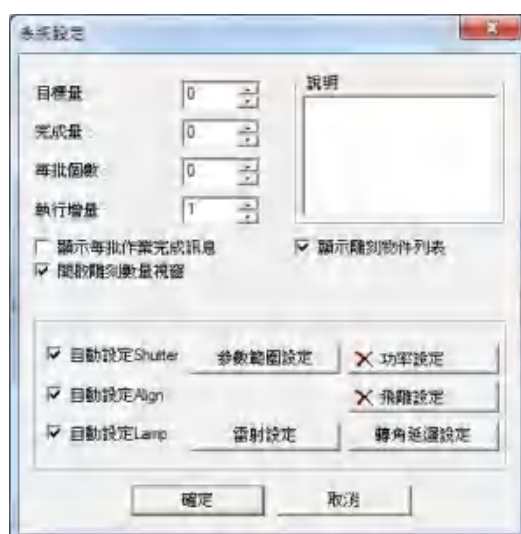 系統設定
目標量
0
說明
完成量
0
每批個數
0
執行增量
1
顯示每批作業完成訊息
顯示雕刻物件列表
開啟雕刻數量視窗
自動設定Shutter
參數範圍設定
功率設定
自動設定Align
飛雕設定
自動設定Lamp
雷射設定
轉角延遲設定
確定
取消